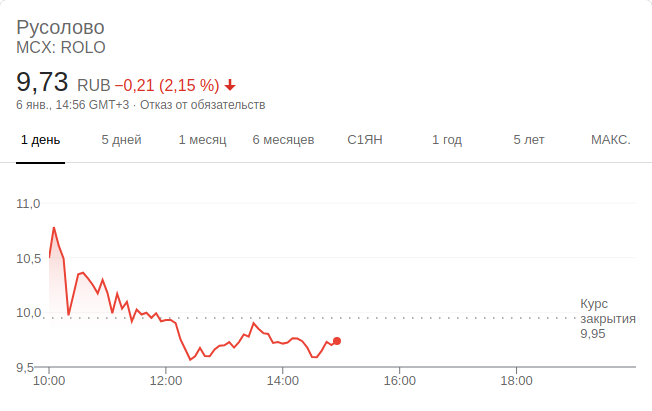 Русолово
MCX: ROLO
9,73 RUB −0,21 (2,15 %)
6 янв., 14:56 GMT+3 · Отказ от обязательств
1 день 5 дней 1 месяц 6 месяцев С1ЯН 1 год 5 лет МАКС.
11,0
10,5
10,0
Курс
закрытия
9,95
9,5
10:00 12:00 14:00 16:00 18:00